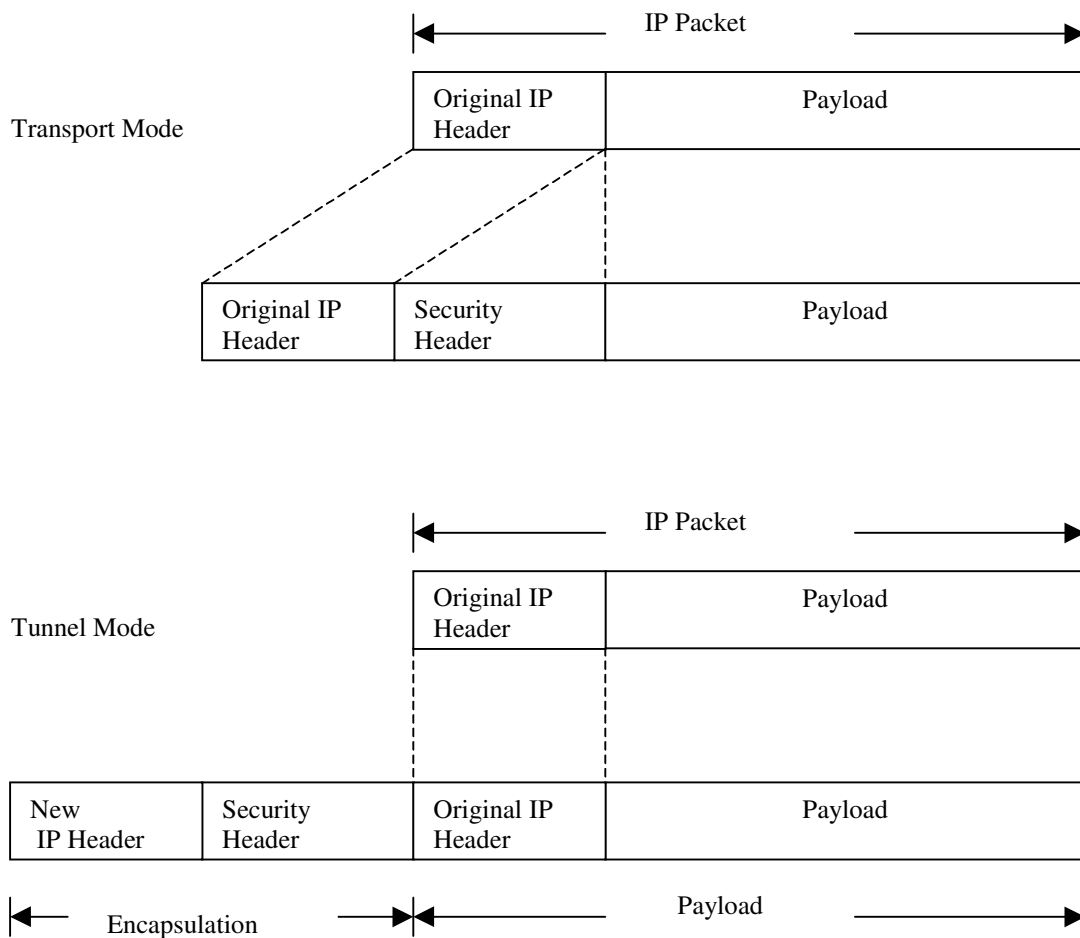 IP Packet
Original IP
Header
Payload
Transport Mode
Original IP
Header
Security
Header
Payload
IP Packet
Original IP
Header
Payload
Tunnel Mode
New
IP Header
Security
Header
Original IP
Header
Payload
Encapsulation
Payload